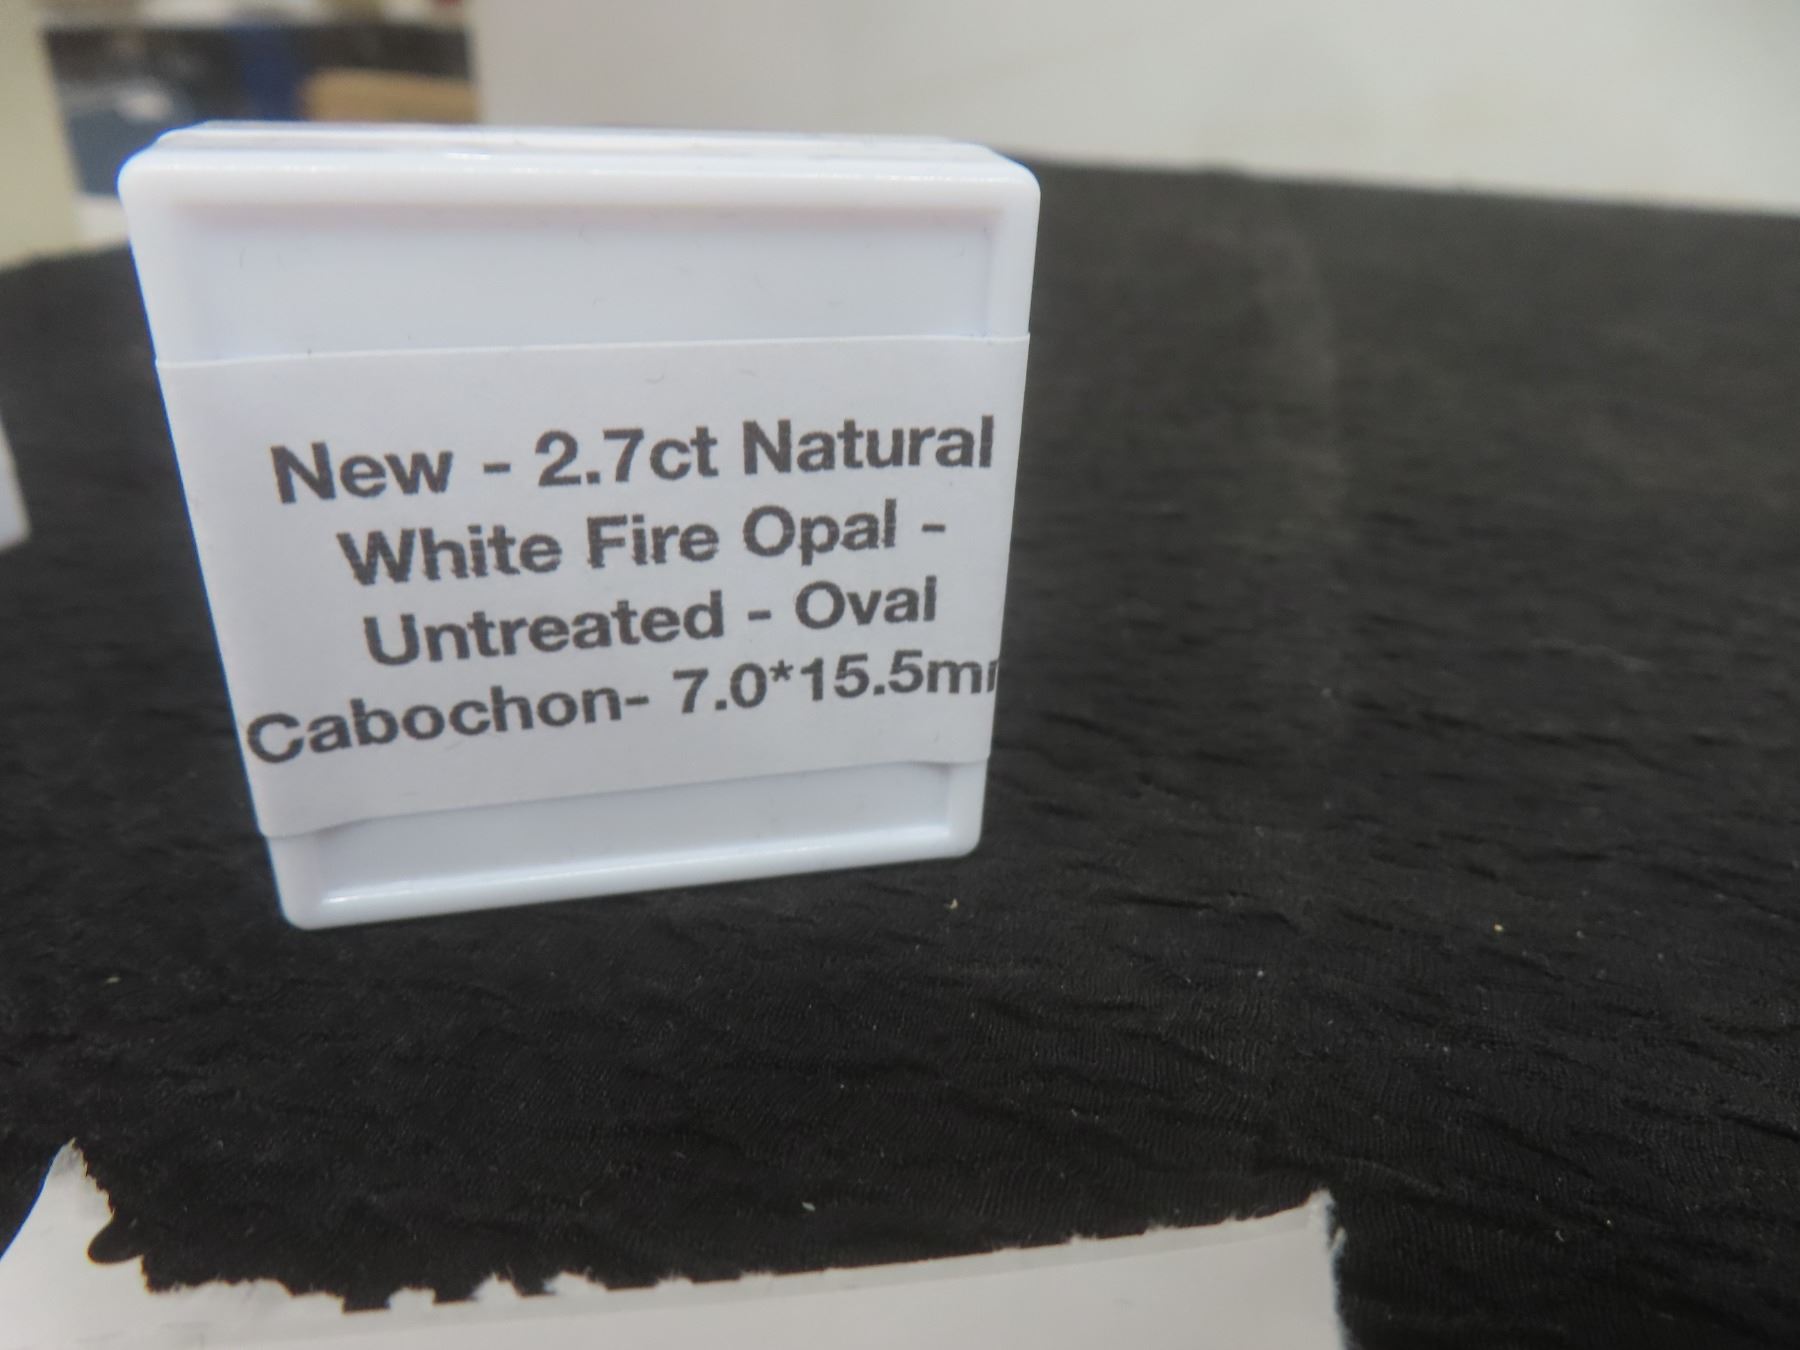 New - 2.7ct Natural
White Fire Opal -
Untreated - Oval
Cabochon- 7.0*15.5m